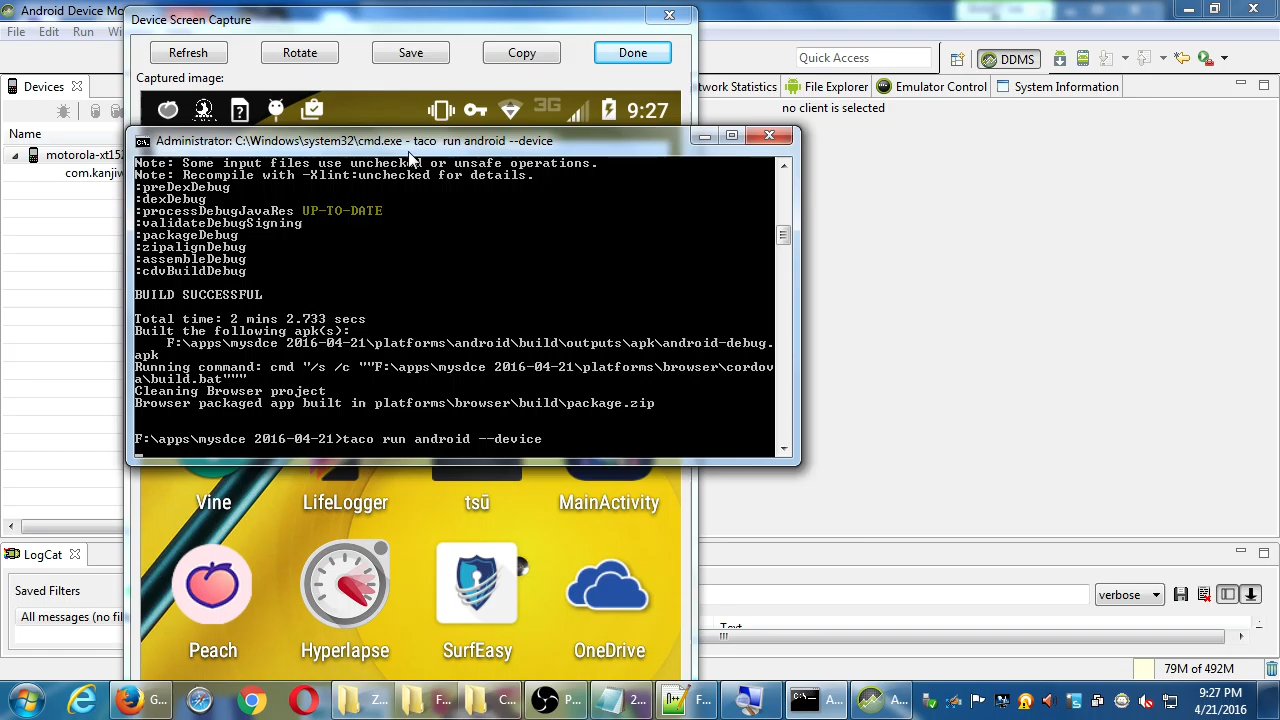 Android Device Mo
Device Screen Capture
File Edit Run
Refresh Rotate Save Copy Done
Quick Access
DDMS
Captured image:
Devices
work Statistics File Explorer Emulator Control System Information
no client is selected
3G 9:27
Name
motorola-xt15
com.kanjiw
Administrator: C:\Windows\system32\cmd.exe - taco  run android --device
Note: Some input files use unchecked or unsafe operations.
Note: Recompile with -Xlint:unchecked for details.
:preDexDebug
:dexDebug
:processDebugJavaRes UP-TO-DATE
:validateDebugSigning
:packageDebug
:zipalignDebug
:assembleDebug
:cdvBuildDebug
BUILD SUCCESSFUL
Total time: 2 mins 2.733 secs
Built the following apk(s):
F:\apps\mysdce 2016-04-21\platforms\android\build\outputs\apk\android-debug.
apk
Running command: cmd "/s /c ""F:\apps\mysdce 2016-04-21\platforms\browser\cordov
a\build.bat"""
Cleaning Browser project
Browser packaged app built in platforms\browser\build\package.zip
F:\apps\mysdce 2016-04-21>taco run android --device
Vine LifeLogger tsū MainActivity
Peach Hyperlapse SurfEasy OneDrive
LogCat
Saved Filters
All messages (no fil
verbose
Text
79M of 492M
G... Z... F... C... P... 2... F... A... A...
9:27 PM
4/21/2016